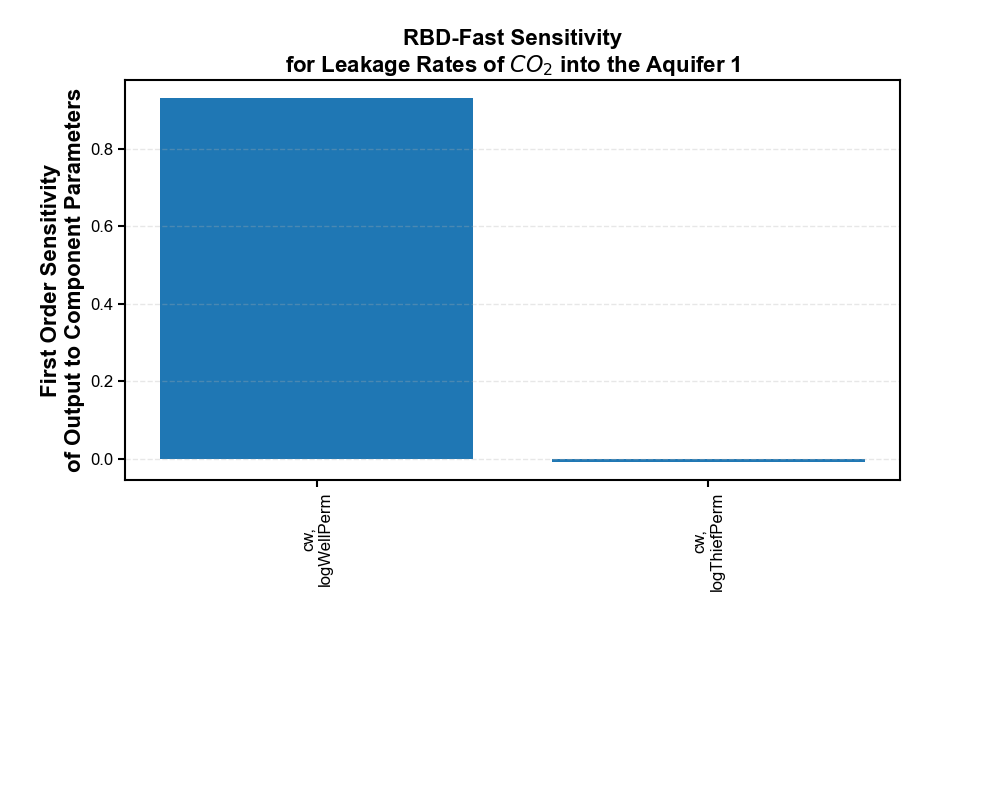 RBD-Fast Sensitivity
for Leakage Rates of CO₂ into the Aquifer 1
First Order Sensitivity
of Output to Component Parameters
0.8
0.6
0.4
0.2
0.0
cw,
logWellPerm
cw,
logThiefPerm